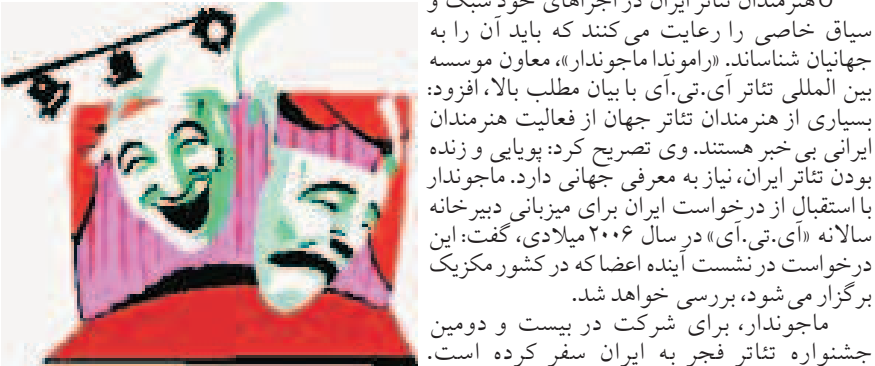 هنرمندان تئاتر ایران در اجراهای خود سبک و
سیاق خاصی را رعایت می‌کنند که باید آن را به
جهانیان شناساند. «راموندا ماجوندار»، معاون موسسه
بین المللی تئاتر آی.تی.آی با بیان مطلب بالا، افزود:
بسیاری از هنرمندان تئاتر جهان از فعالیت هنرمندان
ایرانی بی‌خبر هستند. وی تصریح کرد: پویایی و زنده
بودن تئاتر ایران، نیاز به معرفی جهانی دارد. ماجوندار
با استقبال از درخواست ایران برای میزبانی دبیرخانه
سالانه «آی.تی.آی» در سال ۲۰۰۶ میلادی، گفت: این
درخواست در نشست آینده اعضا که در کشور مکزیک
برگزار می‌شود، بررسی خواهد شد.
ماجوندار، برای شرکت در بیست و دومین
جشنواره تئاتر فجر به ایران سفر کرده است.